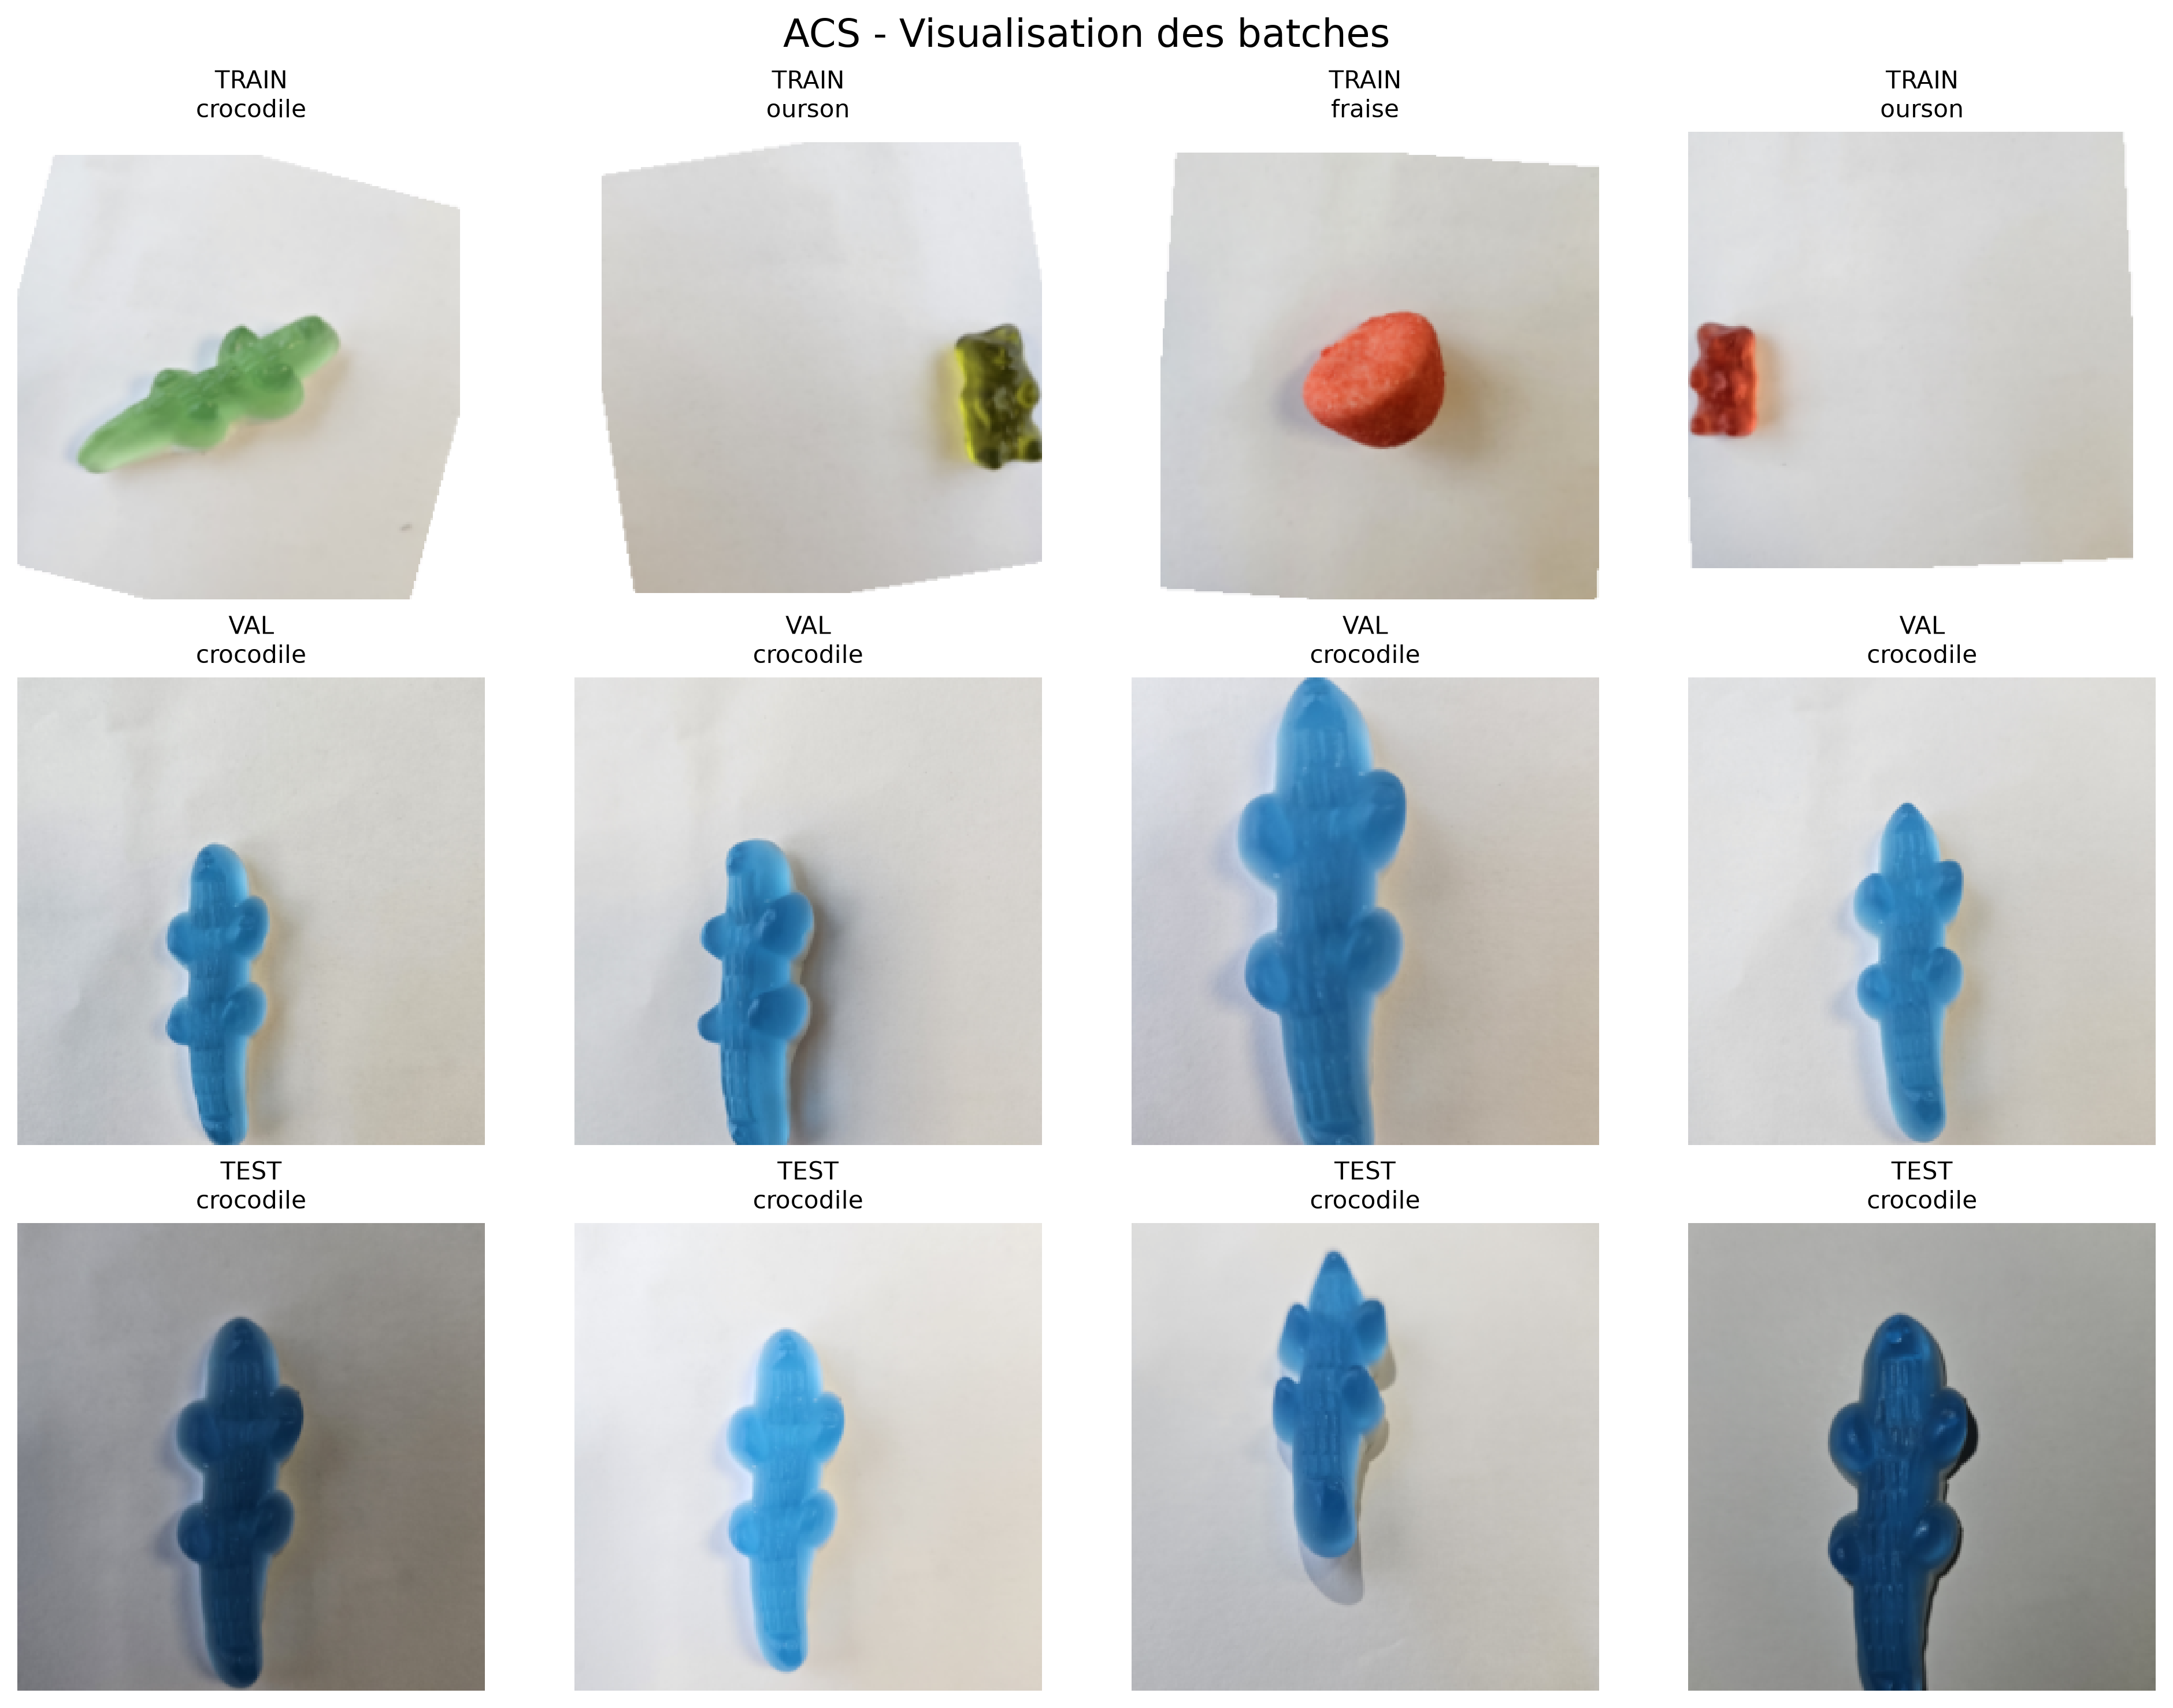 ACS - Visualisation des batches
TRAIN
crocodile
TRAIN
ourson
TRAIN
fraise
TRAIN
ourson
VAL
crocodile
VAL
crocodile
VAL
crocodile
VAL
crocodile
TEST
crocodile
TEST
crocodile
TEST
crocodile
TEST
crocodile